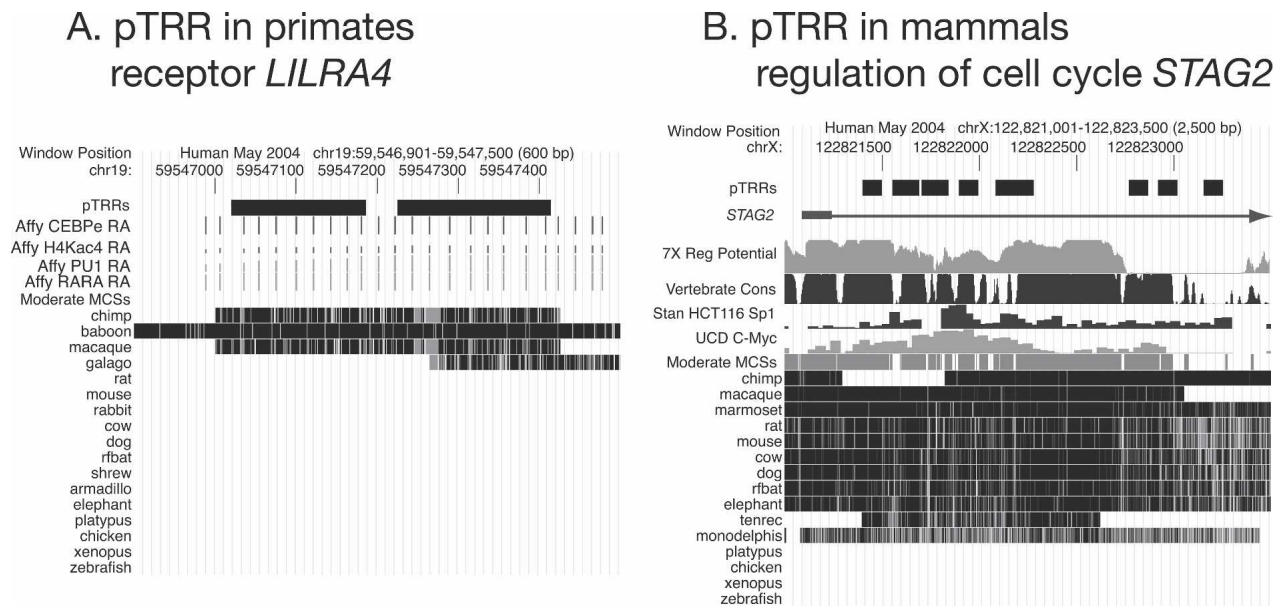 A. pTRR in primates
receptor LILRA4
Window Position Human May 2004 chr19:59,546,901-59,547,500 (600 bp)
chr19: 59547000 59547100 59547200 59547300 59547400
pTRRs
Affy CEBPe RA
Affy H4Kac4 RA
Affy PU1 RA
Affy RARA RA
Moderate MCSs
chimp
baboon
macaque
galago
rat
mouse
rabbit
cow
dog
rfbat
shrew
armadillo
elephant
platypus
chicken
xenopus
zebrafish
B. pTRR in mammals
regulation of cell cycle STAG2
Window Position Human May 2004 chrX:122,821,001-122,823,500 (2,500 bp)
chrX: 122821500 122822000 122822500 122823000
pTRRs
STAG2
7X Reg Potential
Vertebrate Cons
Stan HCT116 Sp1
UCD C-Myc
Moderate MCSs
chimp
macaque
marmoset
rat
mouse
cow
dog
rfbat
elephant
tenrec
monodelphis
platypus
chicken
xenopus
zebrafish